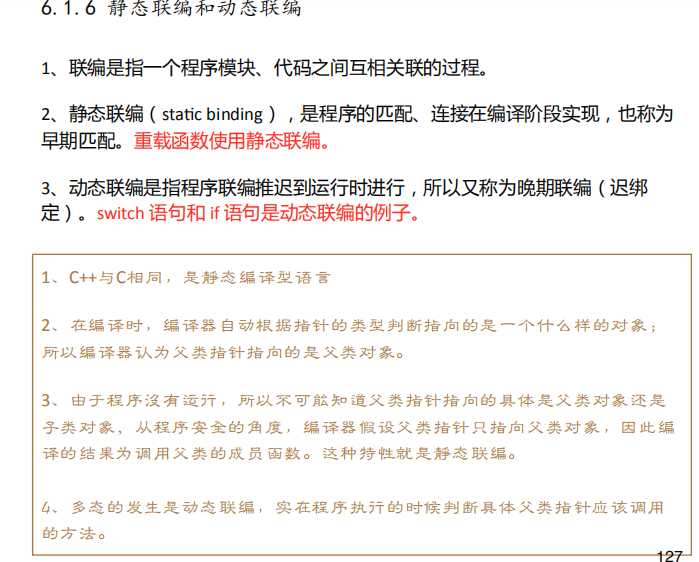 6.1.6 静态联编和动态联编
1、联编是指一个程序模块、代码之间互相关联的过程。
2、静态联编（static binding），是程序的匹配、连接在编译阶段实现，也称为
早期匹配。重载函数使用静态联编。
3、动态联编是指程序联编推迟到运行时进行，所以又称为晚期联编（迟绑
定）。switch 语句和 if 语句是动态联编的例子。
1、C++与C相同，是静态编译型语言
2、在编译时，编译器自动根据指针的类型判断指向的是一个什么样的对象；
所以编译器认为父类指针指向的是父类对象。
3、由于程序没有运行，所以不可能知道父类指针指向的具体是父类对象还是
子类对象、从程序安全的角度，编译器假设父类指针只指向父类对象，因此编
译的结果为调用父类的成员函数。这种特性就是静态联编。
4、多态的发生是动态联编，实在程序执行的时候判断具体父类指针应该调用
的方法。
127